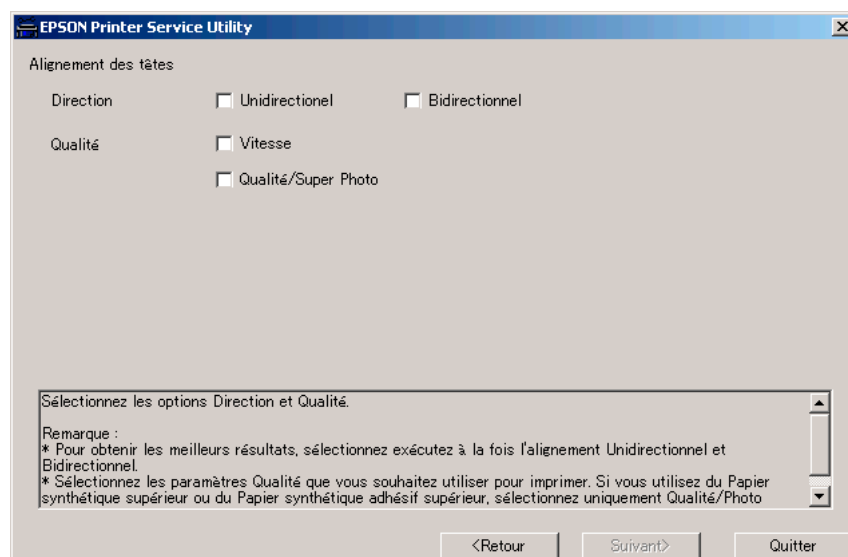 EPSON Printer Service Utility
Alignement des têtes
Direction Unidirectionel Bidirectionnel
Qualité Vitesse
Qualité/Super Photo
Sélectionnez les options Direction et Qualité.
Remarque :
* Pour obtenir les meilleurs résultats, sélectionnez exécutez à la fois l'alignement Unidirectionnel et
Bidirectionnel.
* Sélectionnez les paramètres Qualité que vous souhaitez utiliser pour imprimer. Si vous utilisez du Papier
synthétique supérieur ou du Papier synthétique adhésif supérieur, sélectionnez uniquement Qualité/Photo
<Retour Suivant> Quitter